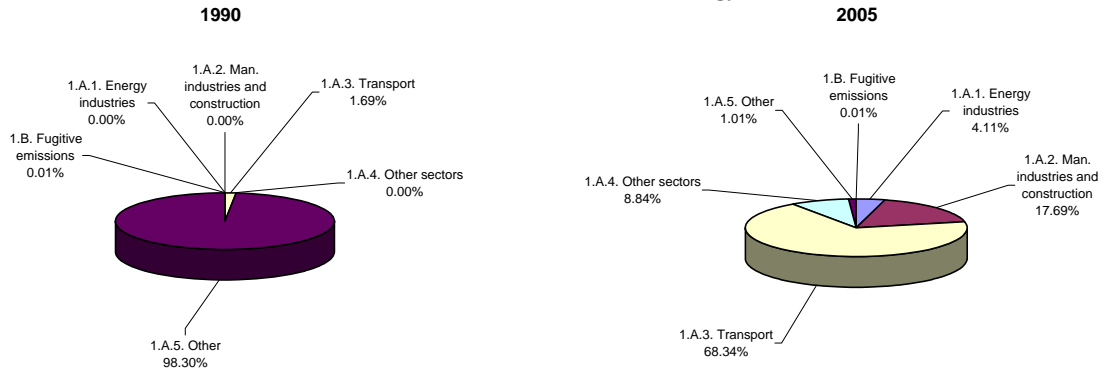 1990
1.A.1. Energy
industries
0.00%
1.A.2. Man.
industries and
construction
0.00%
1.A.3. Transport
1.69%
1.B. Fugitive
emissions
0.01%
1.A.4. Other sectors
0.00%
1.A.5. Other
98.30%
2005
1.A.5. Other
1.01%
1.B. Fugitive
emissions
0.01%
1.A.1. Energy
industries
4.11%
1.A.2. Man.
industries and
construction
17.69%
1.A.4. Other sectors
8.84%
1.A.3. Transport
68.34%